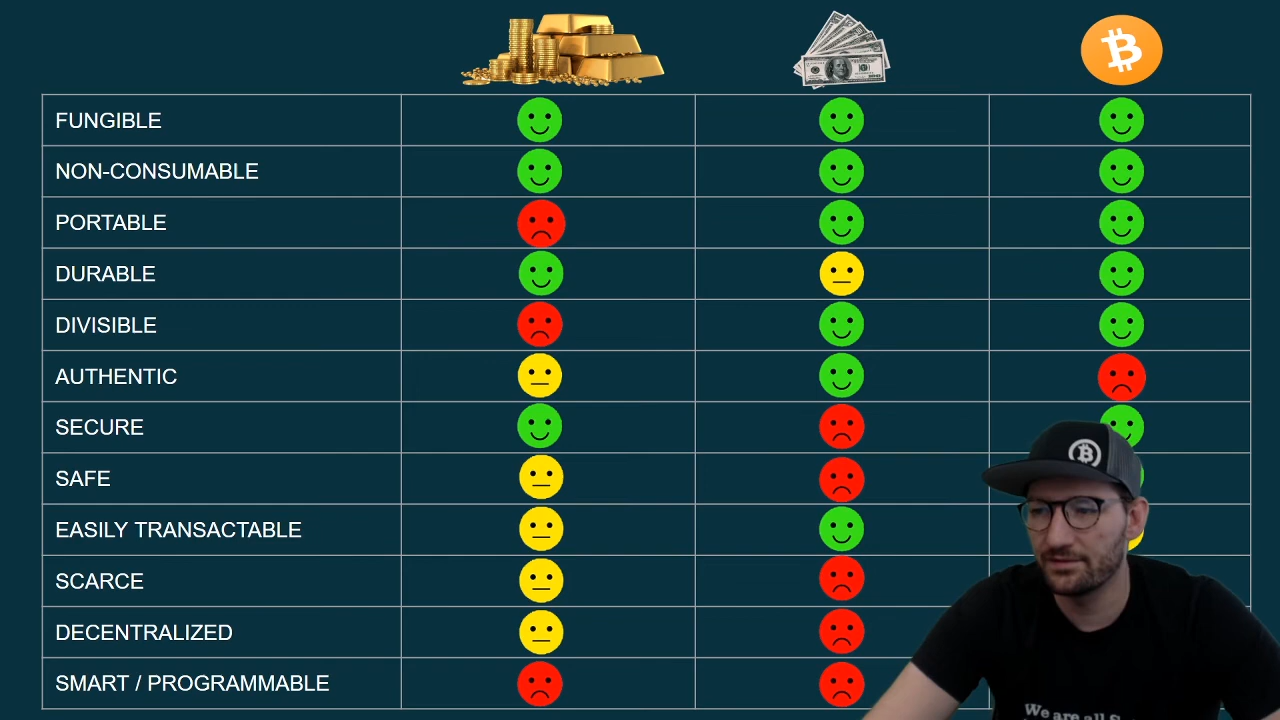 FUNGIBLE
NON-CONSUMABLE
PORTABLE
DURABLE
DIVISIBLE
AUTHENTIC
SECURE
SAFE
EASILY TRANSACTABLE
SCARCE
DECENTRALIZED
SMART / PROGRAMMABLE
We are all